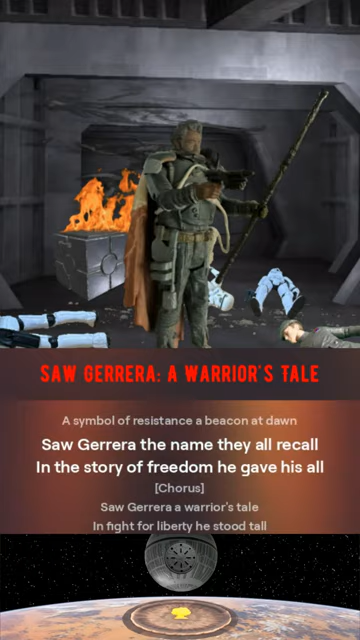 SAW GERRERA: A WARRIOR'S TALE
A symbol of resistance a beacon at dawn
Saw Gerrera the name they all recall
In the story of freedom he gave his all
[Chorus]
Saw Gerrera a warrior's tale
In fight for liberty he stood tall